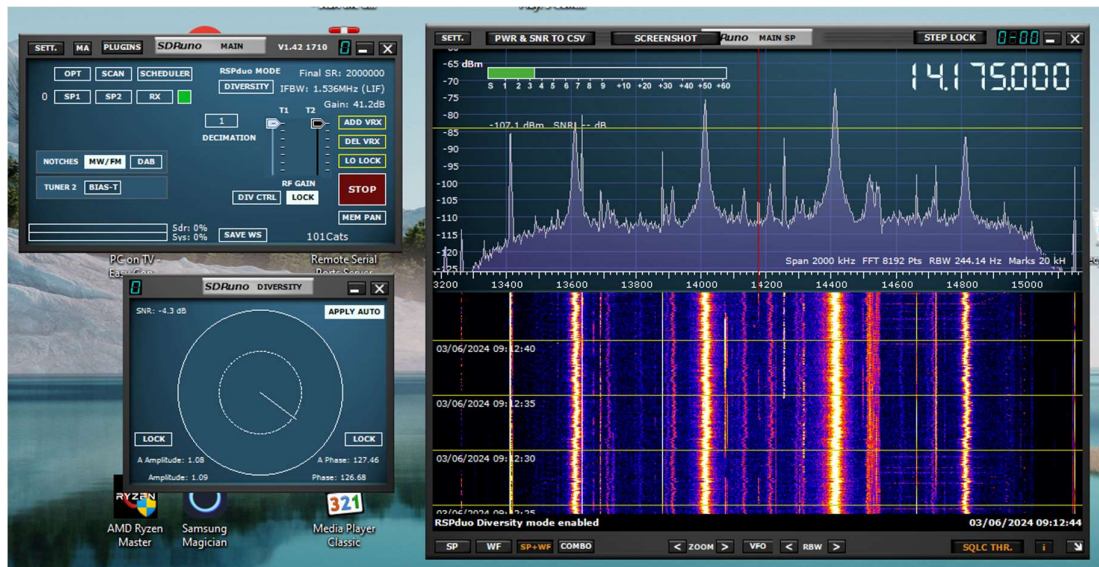 SETT. MA PLUGINS SDRuno MAIN V1.42 1710
OPT SCAN SCHEDULER
RSPduo MODE Final SR: 2000000
DIVERSITY IFBW: 1.536MHz (LIF)
0 SP1 SP2 RX
Gain: 41.2dB
T1 T2
1
DECIMATION
ADD VRX
DEL VRX
LO LOCK
NOTCHES MW/FM DAB
TUNER 2 BIAS-T
RF GAIN
DIV CTRL LOCK
STOP
MEM PAN
Sdr: 0%
Sys: 0%
SAVE WS
101Cats
PC on TV -
Remote Serial
SDRuno DIVERSITY
SNR: -4.3 dB
APPLY AUTO
LOCK LOCK
A Amplitude: 1.08 A Phase: 127.46
Amplitude: 1.09 Phase: 126.68
RYZEN
321
AMD Ryzen
Master
Samsung
Magician
Media Player
Classic
SETT. PWR & SNR TO CSV SCREENSHOT uno MAIN SP STEP LOCK 0-00
-65 dBm
S 1 2 3 4 5 6 7 8 9 +10 +20 +30 +40 +50 +60
14.175.000
-70
-75
-80
-107.1 dBm SNR: -- dB
-85
-90
-95
-100
-105
-110
-115
-120
-125
Span 2000 kHz FFT 8192 Pts RBW 244.14 Hz Marks 20 kH
13200 13400 13600 13800 14000 14200 14400 14600 14800 15000
03/06/2024 09:12:40
03/06/2024 09:12:35
03/06/2024 09:12:30
03/06/2024 09:12:25
RSPduo Diversity mode enabled 03/06/2024 09:12:44
SP WF SP+WF COMBO < ZOOM > VFO < RBW > SQLC THR. i